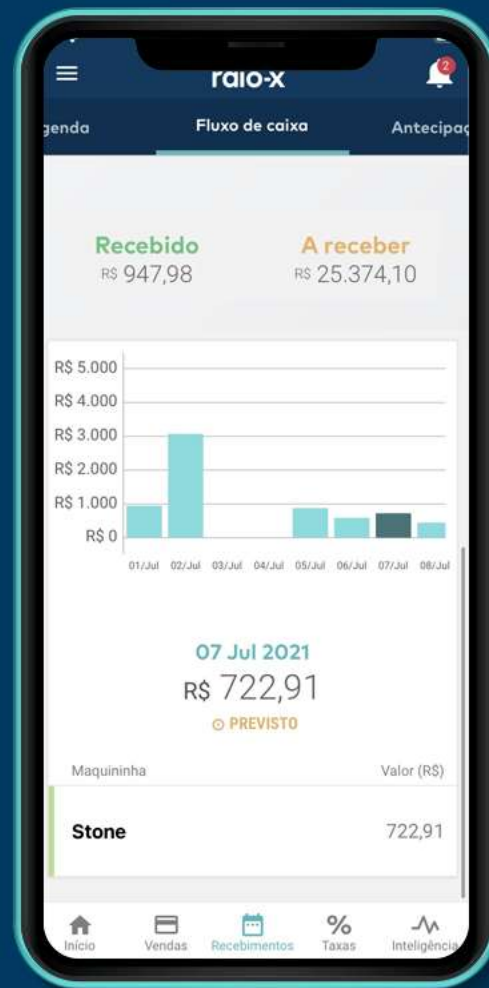 raio-x
2
genda Fluxo de caixa Antecipaç
Recebido A receber
R$ 947,98 R$ 25.374,10
R$ 5.000
R$ 4.000
R$ 3.000
R$ 2.000
R$ 1.000
R$ 0
01/Jul 02/Jul 03/Jul 04/Jul 05/Jul 06/Jul 07/Jul 08/Jul
07 Jul 2021
R$ 722,91
PREVISTO
Maquininha Valor (R$)
Stone 722,91
Início Vendas Recebimentos % Taxas Inteligência